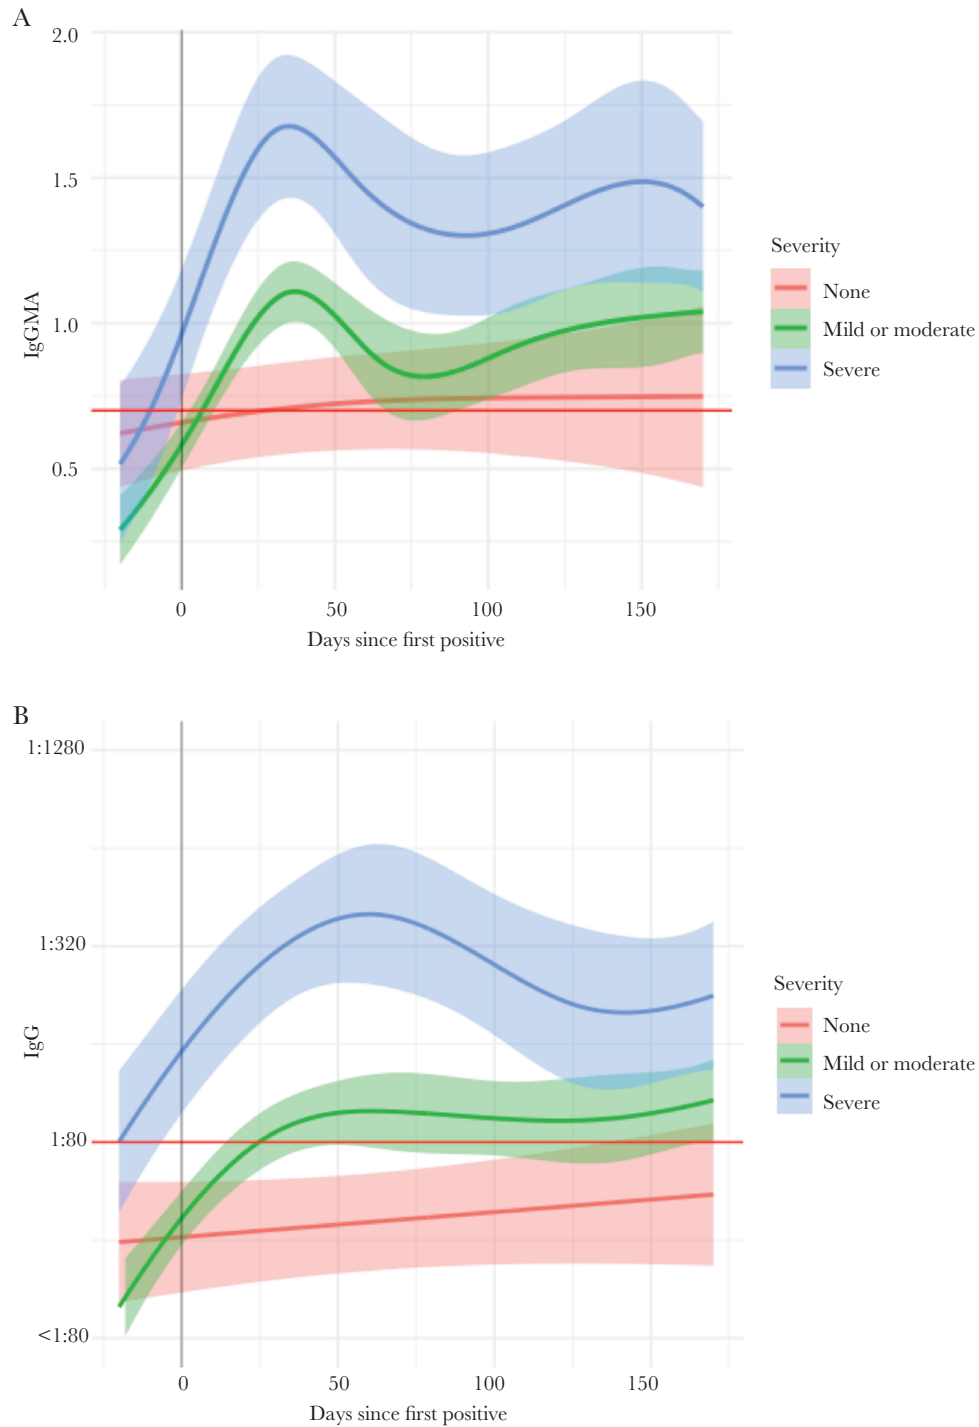 A
2.0
1.5
1.0
0.5
IgGMA
0
50
100
150
Days since first positive
Severity
None
Mild or moderate
Severe
B
1:1280
1:320
1:80
<1:80
IgG
0
50
100
150
Days since first positive
Severity
None
Mild or moderate
Severe